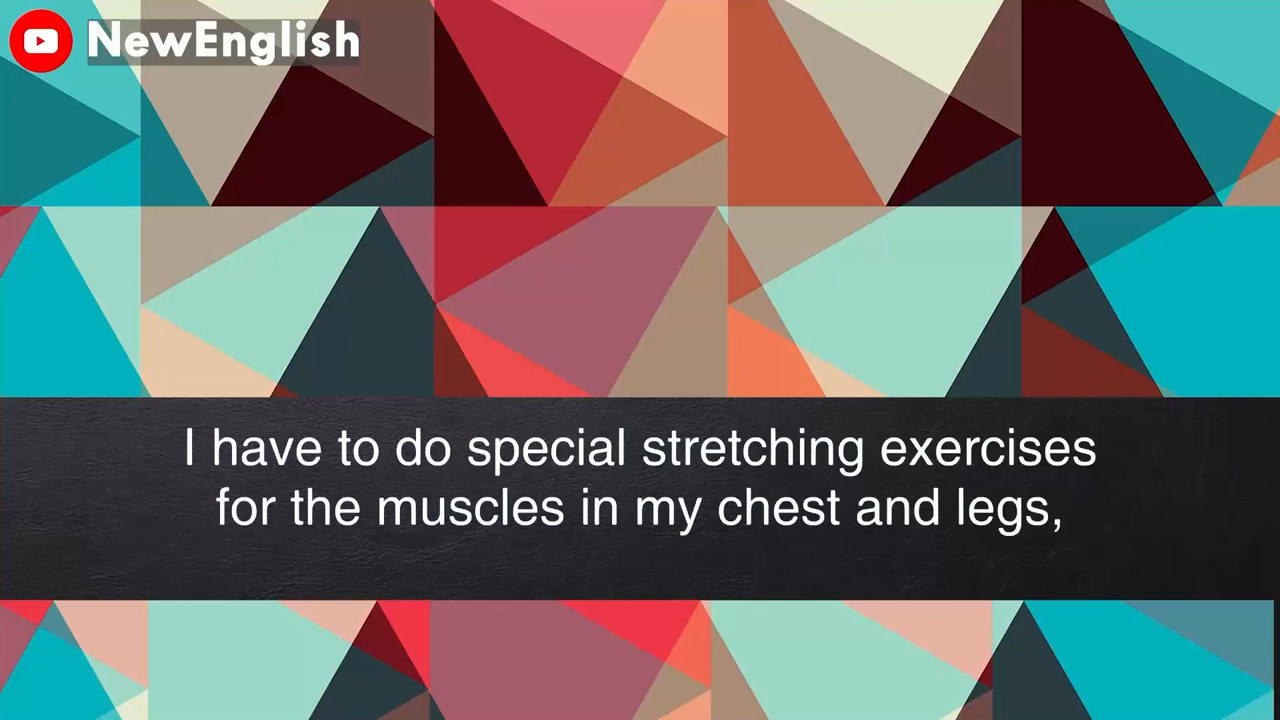 NewEnglish
I have to do special stretching exercises
for the muscles in my chest and legs,